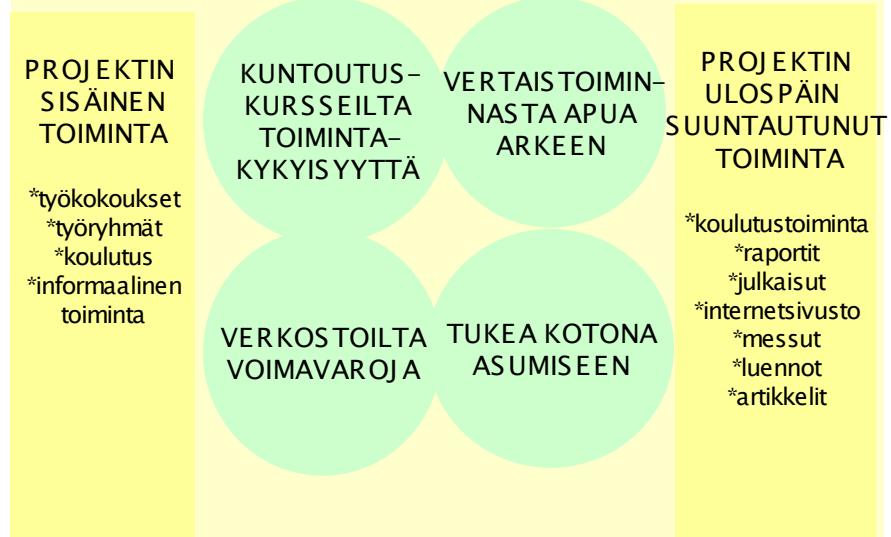 PROJEKTIN
SISÄINEN
TOIMINTA
*työkokoukset
*työryhmät
*koulutus
*informaalinen
toiminta
KUNTOUTUS–
KURSSEILTA
TOIMINTA–
KYKYISYYTTÄ
VERTAISTOIMIN–
NASTA APUA
ARKEEN
VERKOSTOILTA
VOIMAVAROJA
TUKEA KOTONA
ASUMISEEN
PROJEKTIN
ULOSPÄIN
SUUNTAUTUNUT
TOIMINTA
*koulutustoiminta
*raportit
*julkaisut
*internetsivusto
*messut
*luennot
*artikkelit